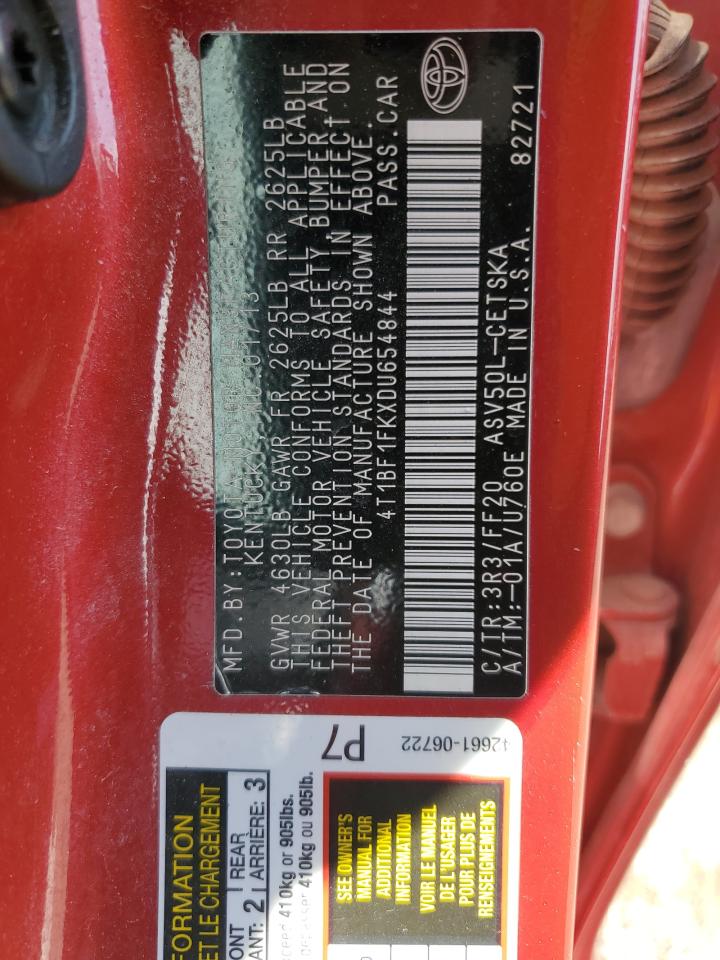 MFD.BY:TOYOTA
KENTUCKY, 01/13
GVWR 4630LB GAWR FR 2625LB RR 2625LB
THIS VEHICLE CONFORMS TO ALL APPLICABLE
FEDERAL MOTOR VEHICLE SAFETY, BUMPER, AND
THEFT PREVENTION STANDARDS IN EFFECT ON
THE DATE OF MANUFACTURE SHOWN ABOVE.
4T1BF1FKXDU654844 PASS.CAR
C/TR:3R3/FF20 ASV50L-CETSKA
A/TM:-01A/U760E MADE IN U.S.A. 82721
P7
2661-06722
FORMATION
ET LE CHARGEMENT
ONT 2 REAR 3
ANT: ARRIÈRE:
xceed 410kg or 905lbs.
410kg ou 905lb.
SEE OWNER'S
MANUAL FOR
ADDITIONAL
INFORMATION
VOIR LE MANUEL
DE L'USAGER
POUR PLUS DE
RENSEIGNEMENTS